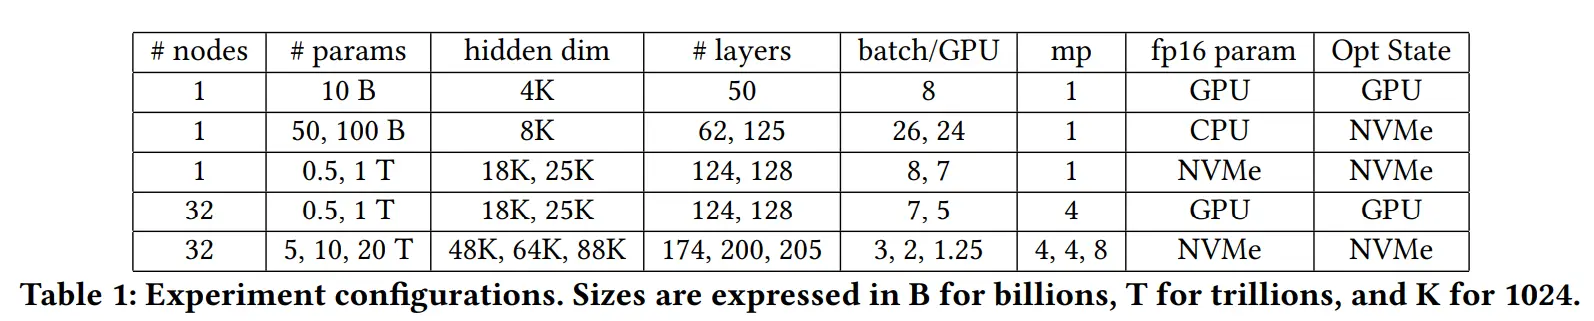 # nodes # params hidden dim # layers batch/GPU mp fp16 param Opt State
1 10 B 4K 50 8 1 GPU GPU
1 50, 100 B 8K 62, 125 26, 24 1 CPU NVMe
1 0.5, 1 T 18K, 25K 124, 128 8, 7 1 NVMe NVMe
32 0.5, 1 T 18K, 25K 124, 128 7, 5 4 GPU GPU
32 5, 10, 20 T 48K, 64K, 88K 174, 200, 205 3, 2, 1.25 4, 4, 8 NVMe NVMe
Table 1: Experiment configurations. Sizes are expressed in B for billions, T for trillions, and K for 1024.